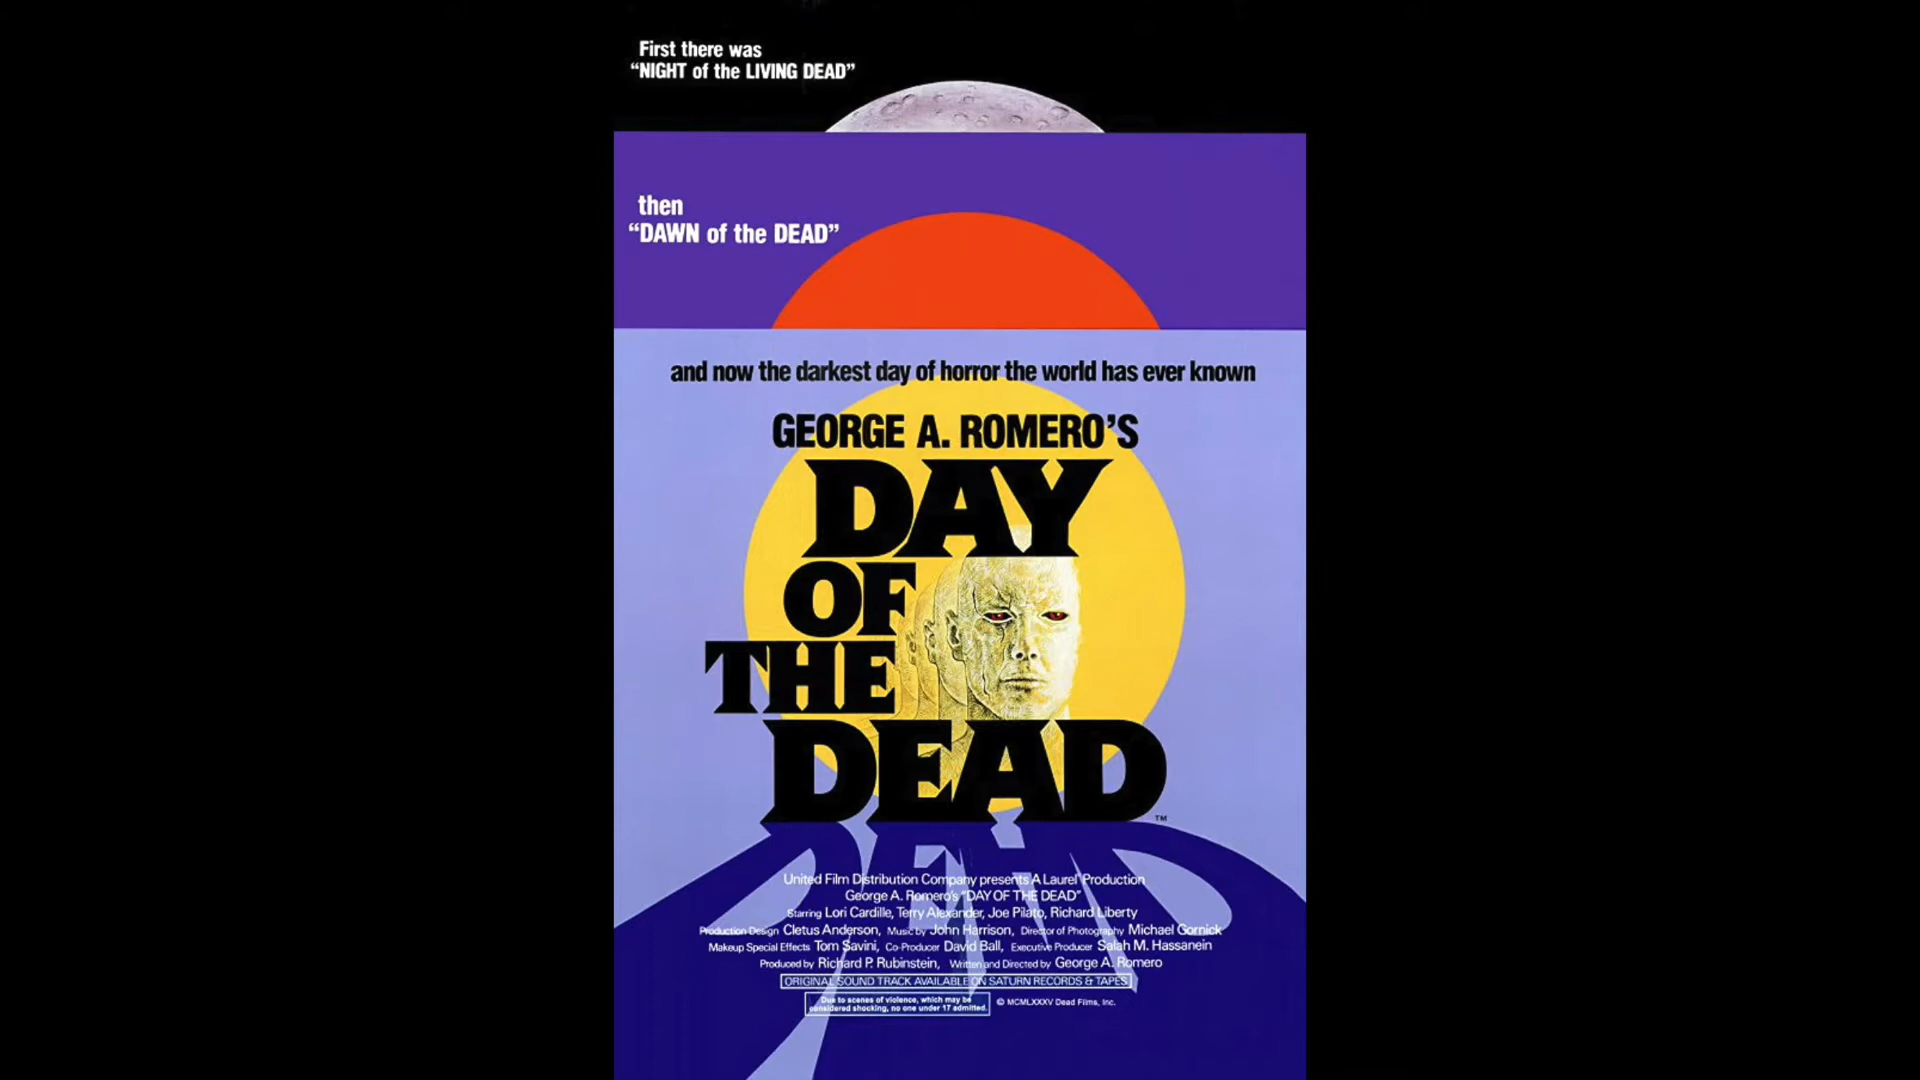 First there was
“NIGHT of the LIVING DEAD”
then
“DAWN of the DEAD”
and now the darkest day of horror the world has ever known
GEORGE A. ROMERO’S
DAY
OF
THE
DEAD
™
United Film Distribution Company presents A Laurel Production
George A. Romero’s “DAY OF THE DEAD”
Starring Lori Cardille, Terry Alexander, Joe Pilato, Richard Liberty
Production Design Cletus Anderson, Music by John Harrison, Director of Photography Michael Gornick
Makeup Special Effects Tom Savini, Co-Producer David Ball, Executive Producer Salah M. Hassanein
Produced by Richard P. Rubinstein, Written and Directed by George A. Romero
ORIGINAL SOUND TRACK AVAILABLE ON SATURN RECORDS & TAPES
Due to scenes of violence, which may be
considered shocking, no one under 17 admitted.
© MCMLXXXV Dead Films, Inc.